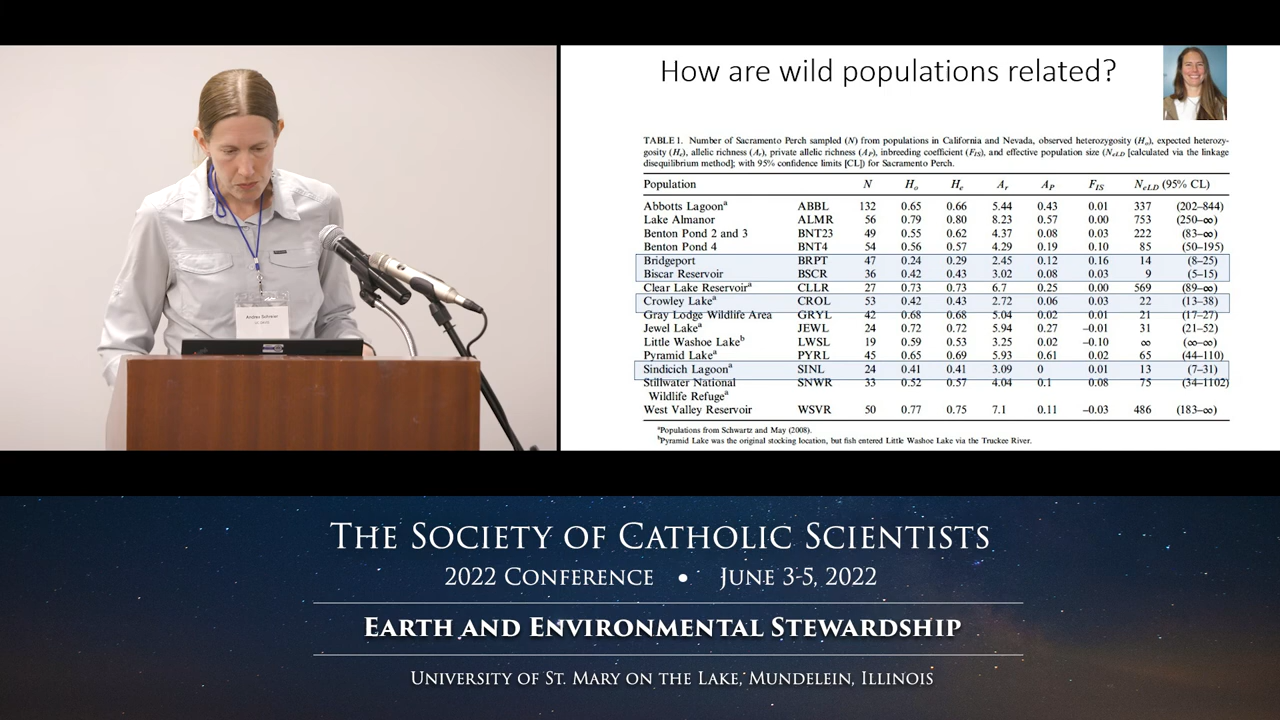 How are wild populations related?
TABLE 1. Number of Sacramento Perch sampled (N) from populations in California and Nevada, observed heterozygosity (Ho), expected heterozy-
gosity (He), allelic richness (Ar), private allelic richness (AP), inbreeding coefficient (FIS), and effective population size (NeLD [calculated via the linkage
disequilibrium method]; with 95% confidence limits [CL]) for Sacramento Perch.
Population N Ho He Ar AP FIS NeLD (95% CL)
Abbotts Lagoona ABBL 132 0.65 0.66 5.44 0.43 0.01 337 (202–844)
Lake Almanor ALMR 56 0.79 0.80 8.23 0.57 0.00 753 (250–∞)
Benton Pond 2 and 3 BNT23 49 0.55 0.62 4.37 0.08 0.03 222 (83–∞)
Benton Pond 4 BNT4 54 0.56 0.57 4.29 0.19 0.10 85 (50–195)
Bridgeport BRPT 47 0.24 0.29 2.45 0.12 0.16 14 (8–25)
Biscar Reservoir BSCR 36 0.42 0.43 3.02 0.08 0.03 9 (5–15)
Clear Lake Reservoira CLLR 27 0.73 0.73 6.7 0.25 0.00 569 (89–∞)
Crowley Lakea CROL 53 0.42 0.43 2.72 0.06 0.03 22 (13–38)
Gray Lodge Wildlife Area GRYL 42 0.68 0.68 5.04 0.02 0.01 21 (17–27)
Jewel Lakea JEWL 24 0.72 0.72 5.94 0.27 –0.01 31 (21–52)
Little Washoe Lakeb LWSL 19 0.59 0.53 3.25 0.02 –0.10 ∞ (∞–∞)
Pyramid Lakea PYRL 45 0.65 0.69 5.93 0.61 0.02 65 (44–110)
Sindicich Lagoona SINL 24 0.41 0.41 3.09 0 0.01 13 (7–31)
Stillwater National SNWR 33 0.52 0.57 4.04 0.1 0.08 75 (34–1102)
Wildlife Refugea
West Valley Reservoir WSVR 50 0.77 0.75 7.1 0.11 –0.03 486 (183–∞)
aPopulations from Schwartz and May (2008).
bPyramid Lake was the original stocking location, but fish entered Little Washoe Lake via the Truckee River.
THE SOCIETY OF CATHOLIC SCIENTISTS
2022 CONFERENCE • JUNE 3-5, 2022
EARTH AND ENVIRONMENTAL STEWARDSHIP
UNIVERSITY OF ST. MARY ON THE LAKE, MUNDELEIN, ILLINOIS